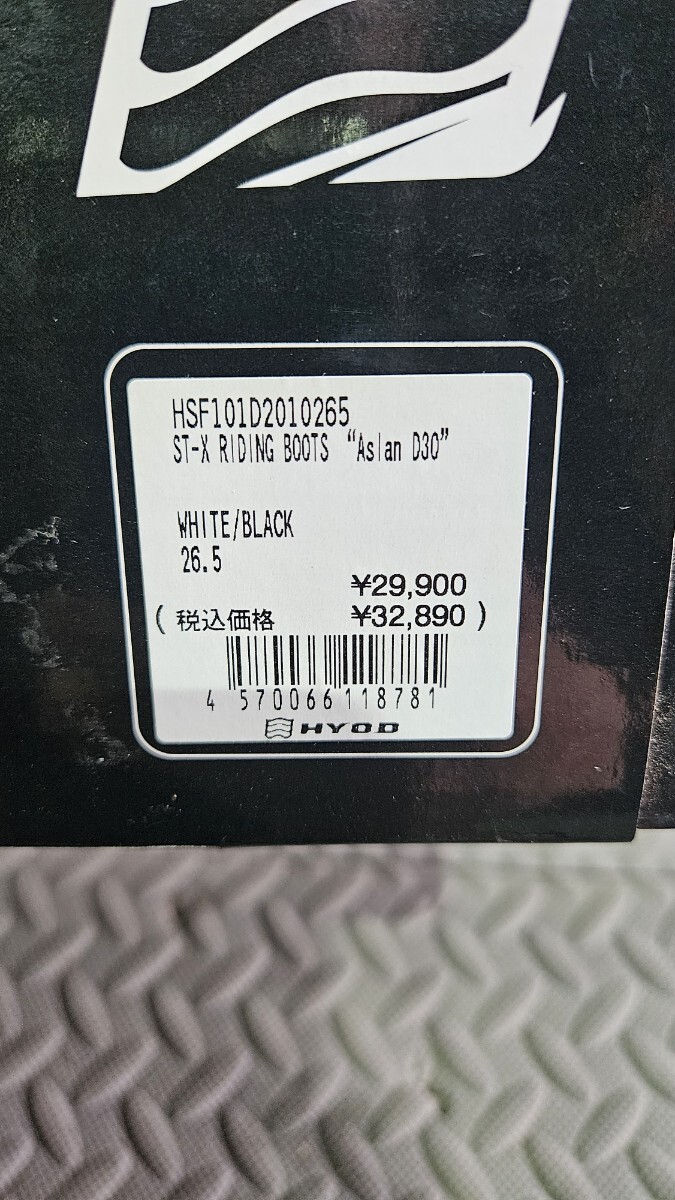 HSF101D2010265
ST-X RIDING BOOTS “Aslan D30”
WHITE/BLACK
26.5
¥29,900
( 税込価格 ¥32,890 )
4 570066 118781
HYOD